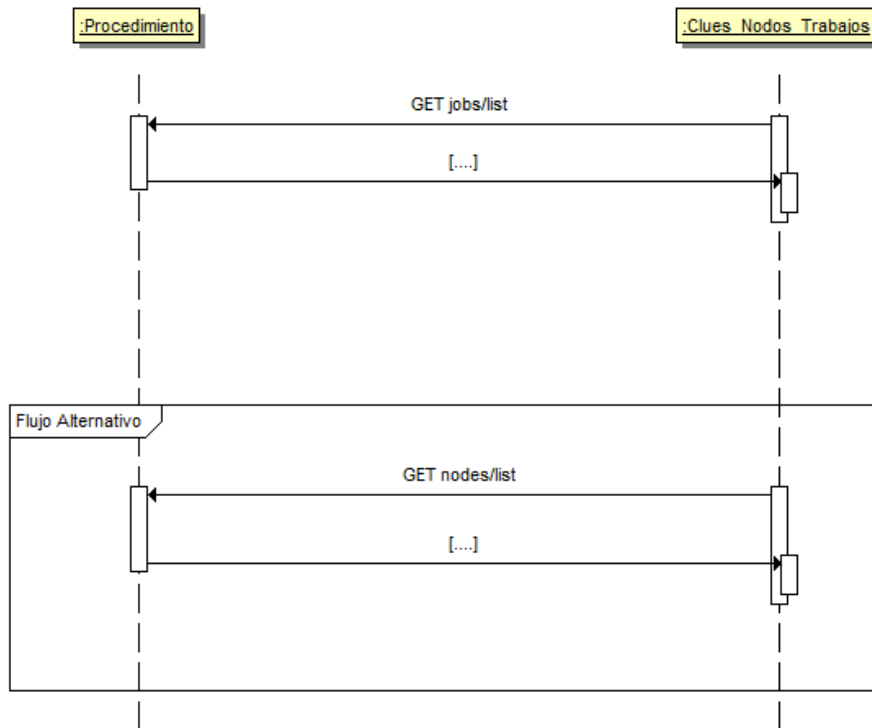 :Procedimiento
:Clues_Nodos_Trabajos
GET jobs/list
[....]
Flujo Alternativo
GET nodes/list
[....]